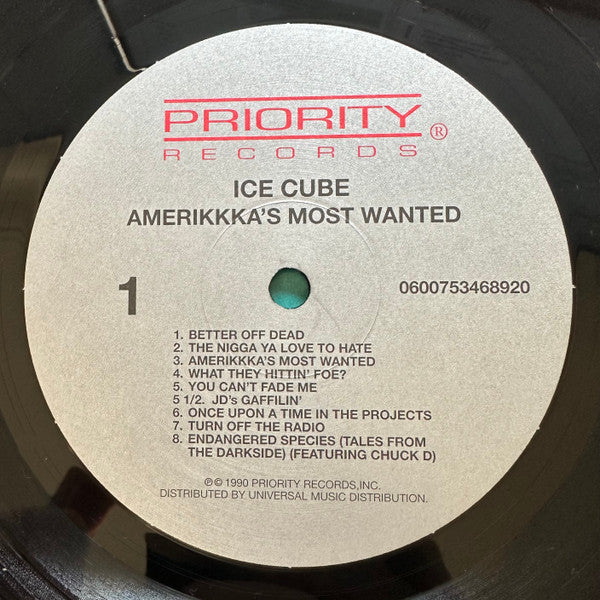 PRIORITY ®
RECORDS
ICE CUBE
AMERIKKKA'S MOST WANTED
1
0600753468920
1. BETTER OFF DEAD
2. THE NIGGA YA LOVE TO HATE
3. AMERIKKKA'S MOST WANTED
4. WHAT THEY HITTIN' FOE?
5. YOU CAN'T FADE ME
5 1/2. JD's GAFFILIN'
6. ONCE UPON A TIME IN THE PROJECTS
7. TURN OFF THE RADIO
8. ENDANGERED SPECIES (TALES FROM
THE DARKSIDE) (FEATURING CHUCK D)
℗ © 1990 PRIORITY RECORDS,INC.
DISTRIBUTED BY UNIVERSAL MUSIC DISTRIBUTION.